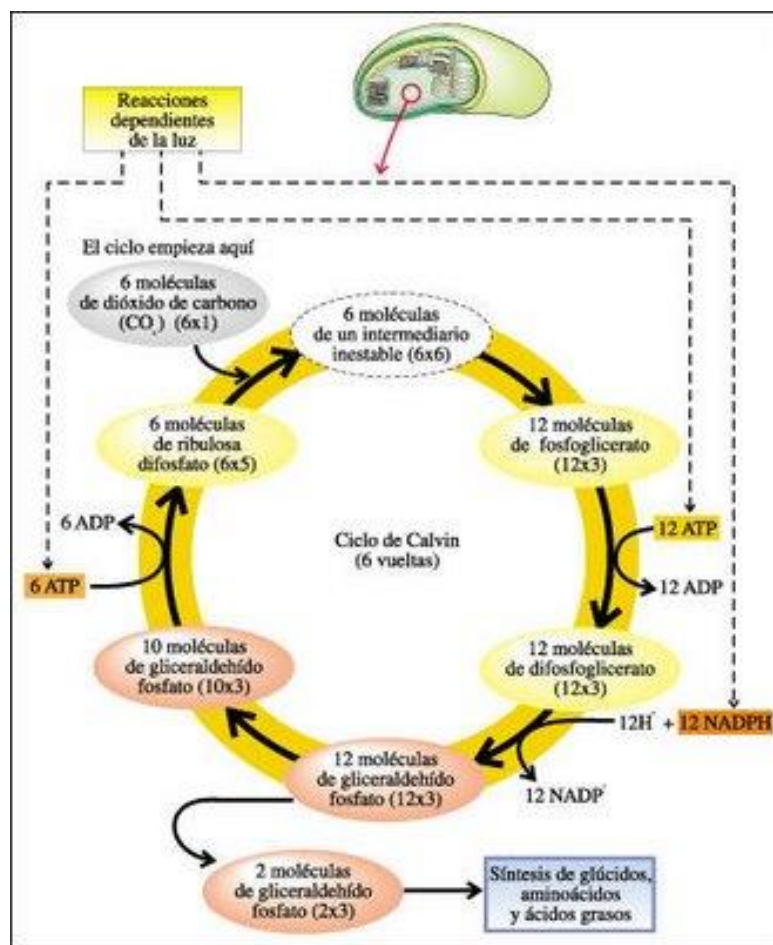 Reacciones
dependientes
de la luz
El ciclo empieza aquí
6 moléculas
de dióxido de carbono
(CO₂) (6x1)
6 moléculas
de un intermediario
inestable (6x6)
6 moléculas
de ribulosa
difosfato (6x5)
12 moléculas
de fosfoglicerato
(12x3)
6 ADP
Ciclo de Calvin
(6 vueltas)
12 ATP
6 ATP
12 ADP
10 moléculas
de gliceraldehído
fosfato (10x3)
12 moléculas
de difosfoglicerato
(12x3)
12H⁺ + 12 NADPH
12 moléculas
de gliceraldehído
fosfato (12x3)
12 NADP⁺
2 moléculas
de gliceraldehído
fosfato (2x3)
Síntesis de glúcidos,
aminoácidos
y ácidos grasos